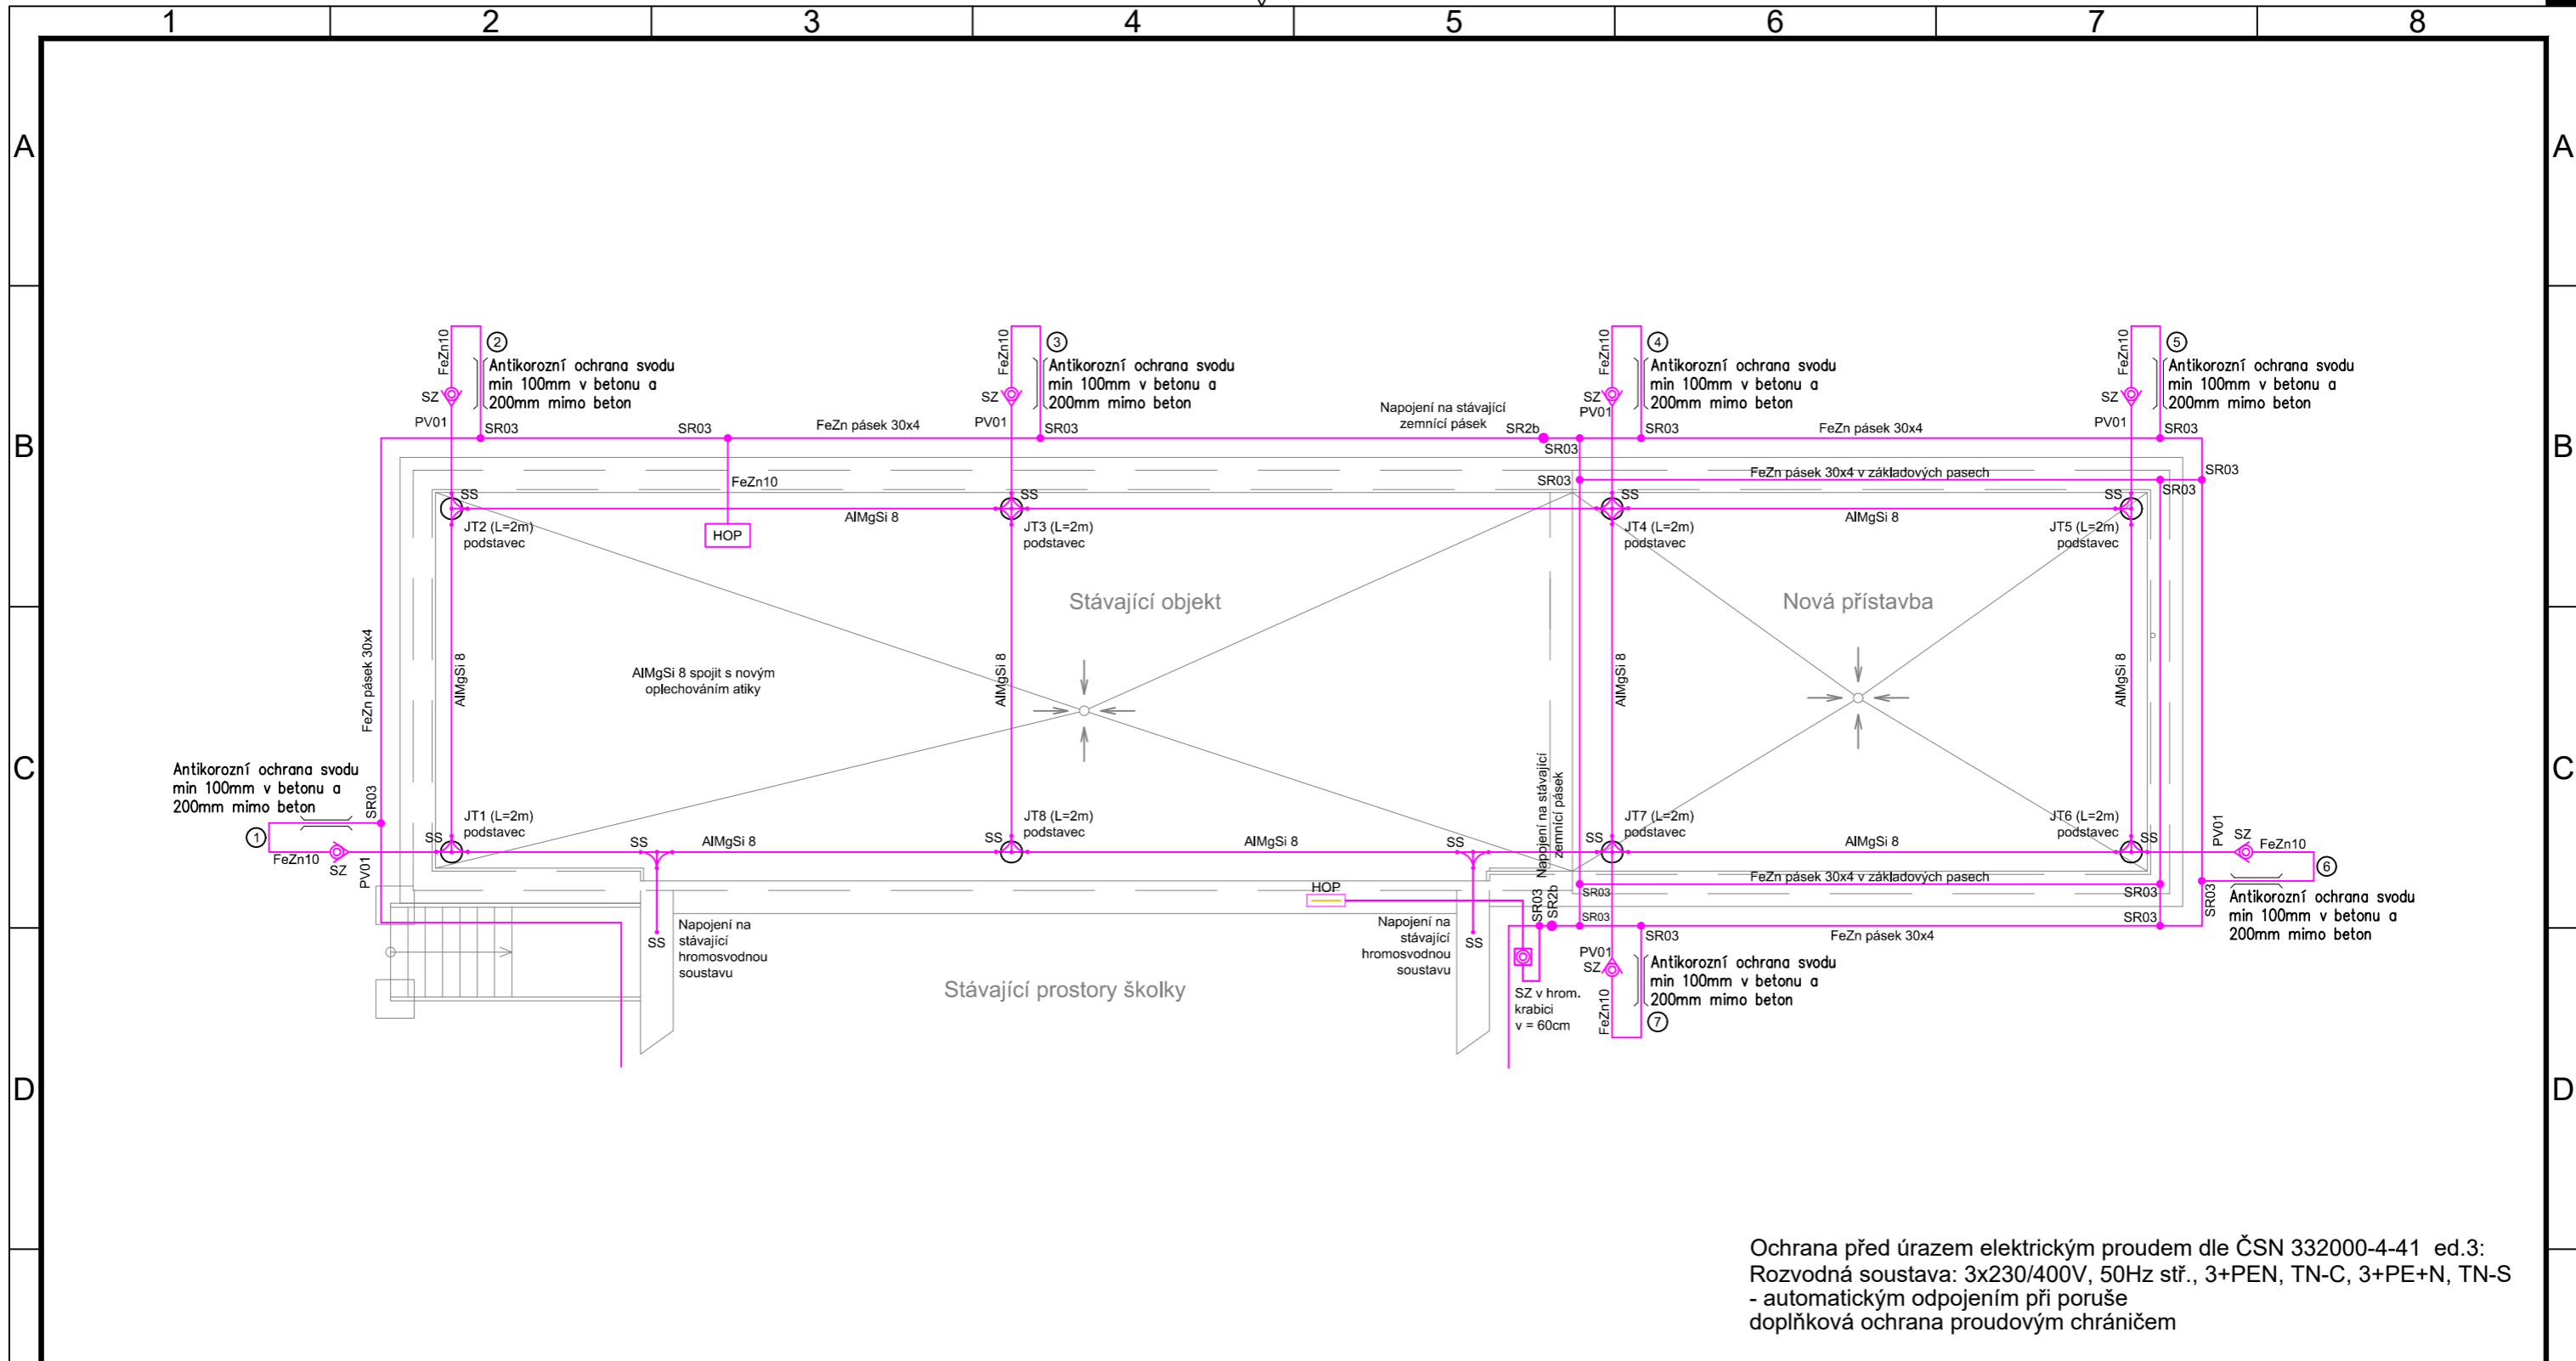 1 2 3 4 5 6 7 8
A A
FeZn10 2 FeZn10 3 FeZn10 4 FeZn10 5
Antikorozní ochrana svodu
min 100mm v betonu a
200mm mimo beton
Antikorozní ochrana svodu
min 100mm v betonu a
200mm mimo beton
Antikorozní ochrana svodu
min 100mm v betonu a
200mm mimo beton
Antikorozní ochrana svodu
min 100mm v betonu a
200mm mimo beton
SZ SZ SZ SZ
PV01 PV01 PV01 PV01
Napojení na stávající
zemnící pásek
SR03 SR03 FeZn pásek 30x4 SR03 SR2b SR03 FeZn pásek 30x4 SR03
B B
SR03 SR03
FeZn pásek 30x4 v základových pasech
FeZn10 SR03 SR03
SS SS SS SS
AlMgSi 8 AlMgSi 8
JT2 (L=2m)
podstavec
HOP
JT3 (L=2m)
podstavec
JT4 (L=2m)
podstavec
JT5 (L=2m)
podstavec
Stávající objekt Nová přístavba
FeZn pásek 30x4
AlMgSi 8 AlMgSi 8 AlMgSi 8 AlMgSi 8
AlMgSi 8 spojit s novým
oplechováním atiky
C C
Antikorozní ochrana svodu
min 100mm v betonu a
200mm mimo beton
SR03
Napojení na stávající
zemnící pásek
JT1 (L=2m)
podstavec
JT8 (L=2m)
podstavec
JT7 (L=2m)
podstavec
JT6 (L=2m)
podstavec
1 SS SS AlMgSi 8 SS AlMgSi 8 SS SS AlMgSi 8 SS PV01 SZ
FeZn10 SZ PV01 FeZn10 6
FeZn pásek 30x4 v základových pasech
HOP
SR03 SR2b SR03 SR03 SR03
Antikorozní ochrana svodu
min 100mm v betonu a
200mm mimo beton
SR03 SR03
FeZn pásek 30x4
SR03
Napojení na
stávající
hromosvodnou
soustavu
SS
Napojení na
stávající
hromosvodnou
soustavu
SS
PV01
SZ
Antikorozní ochrana svodu
min 100mm v betonu a
200mm mimo beton
Stávající prostory školky
SZ v hrom.
krabici
v = 60cm
FeZn10 7
D D
Ochrana před úrazem elektrickým proudem dle ČSN 332000-4-41 ed.3:
Rozvodná soustava: 3x230/400V, 50Hz stř., 3+PEN, TN-C, 3+PE+N, TN-S
- automatickým odpojením při poruše
doplňková ochrana proudovým chráničem